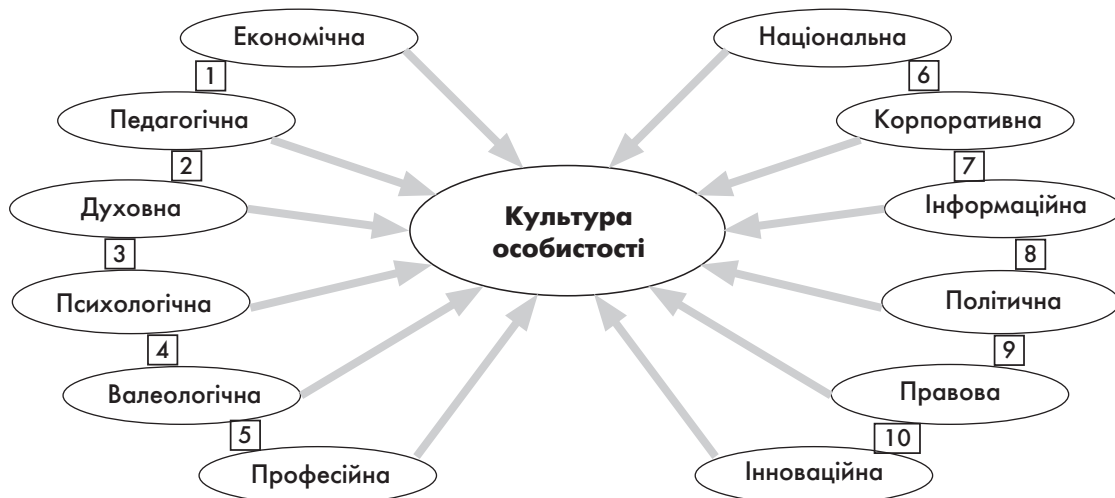 Економічна
1
Педагогічна
2
Духовна
3
Психологічна
4
Валеологічна
5
Професійна
Культура
особистості
Національна
6
Корпоративна
7
Інформаційна
8
Політична
9
Правова
10
Інноваційна